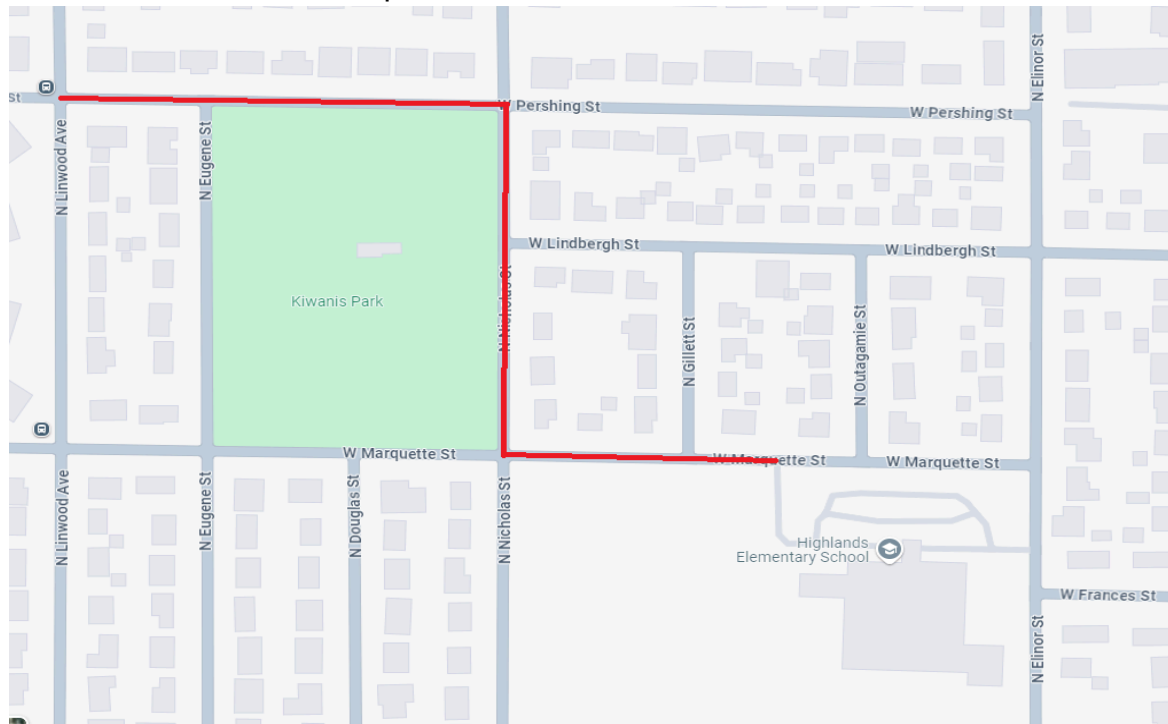 St
W Pershing St
W Pershing St
N Elinor St
N Linwood Ave
N Eugene St
W Lindbergh St
W Lindbergh St
Kiwanis Park
N Nicholas St
N Gillett St
N Outagamie St
W Marquette St
W Marquette St
W Marquette St
N Linwood Ave
N Eugene St
N Douglas St
N Nicholas St
Highlands
Elementary School
W Frances St
N Elinor St